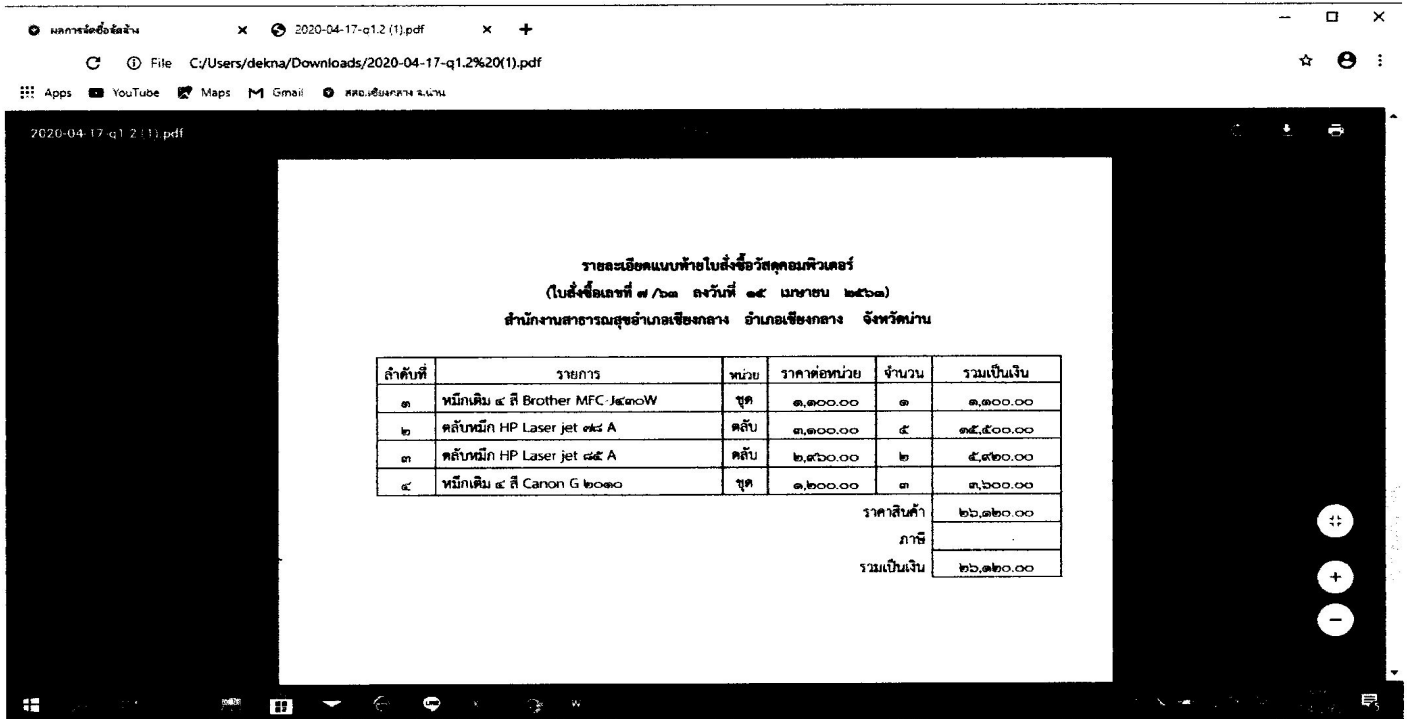 ผลการจัดซื้อจัดจ้าง
2020-04-17-q1.2 (1).pdf
File C:/Users/dekna/Downloads/2020-04-17-q1.2%20(1).pdf
Apps YouTube Maps Gmail สสอ.เชียงกลาง จ.น่าน
2020-04-17-q1.2 (1).pdf
รายละเอียดแนบท้ายใบสั่งซื้อวัสดุคอมพิวเตอร์
(ใบสั่งซื้อเลขที่ ๗ /๖๓ ลงวันที่ ๑๕ เมษายน ๒๕๖๓)
สำนักงานสาธารณสุขอำเภอเชียงกลาง อำเภอเชียงกลาง จังหวัดน่าน
ลำดับที่ รายการ หน่วย ราคาต่อหน่วย จำนวน รวมเป็นเงิน
๑ หมึกเติม ๔ สี Brother MFC-J๔๓๐W ชุด ๑,๑๐๐.๐๐ ๑ ๑,๑๐๐.๐๐
๒ ตลับหมึก HP Laser jet ๗๘ A ตลับ ๓,๑๐๐.๐๐ ๕ ๑๕,๕๐๐.๐๐
๓ ตลับหมึก HP Laser jet ๘๕ A ตลับ ๒,๙๖๐.๐๐ ๒ ๕,๙๒๐.๐๐
๔ หมึกเติม ๔ สี Canon G ๒๐๑๐ ชุด ๑,๒๐๐.๐๐ ๓ ๓,๖๐๐.๐๐
ราคาสินค้า ๒๖,๑๒๐.๐๐
ภาษี
รวมเป็นเงิน ๒๖,๑๒๐.๐๐